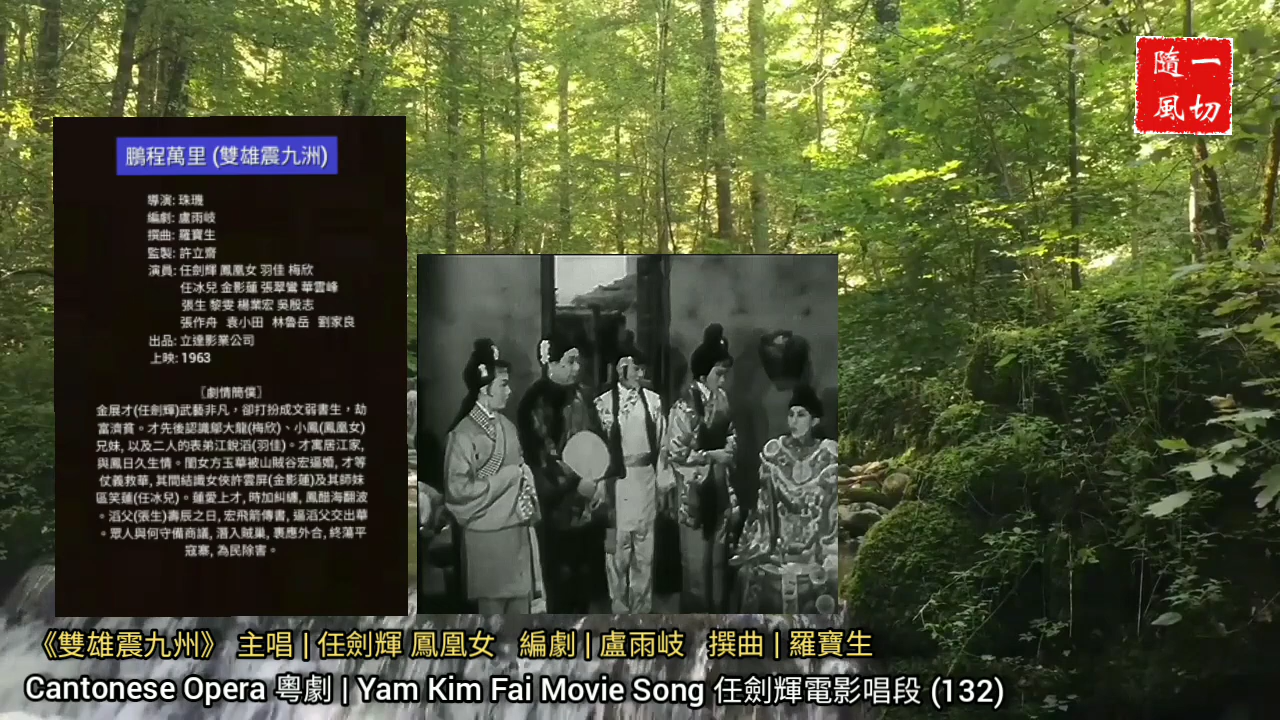 隨一
風切
鵬程萬里 (雙雄震九洲)
導演: 珠璣
編劇: 盧雨岐
撰曲: 羅寶生
監製: 許立齋
演員: 任劍輝 鳳凰女 羽佳 梅欣
任冰兒 金影蓮 張翠鸞 華雲峰
張生 黎雯 楊業宏 吳殷志
張作舟 袁小田 林魯岳 劉家良
出品: 立達影業公司
上映: 1963
〖劇情簡僕〗
金展才(任劍輝)武藝非凡，卻打扮成文弱書生，劫
富濟貧。才先後認識鄔大龍(梅欣)、小鳳(鳳凰女)
兄妹, 以及二人的表弟江銳滔(羽佳)。才寓居江家,
與鳳日久生情。閨女方玉華被山賊谷宏逼婚, 才等
仗義救華, 其間結識女俠許雲屏(金影蓮)及其師妹
區笑蓮(任冰兒)。蓮愛上才, 時加糾纏, 鳳醋海翻波
。滔父(張生)壽辰之日, 宏飛箭傳書, 逼滔父交出華
。眾人與何守備商議, 潛入賊巢, 裏應外合, 終蕩平
寇寨, 為民除害。
《雙雄震九州》 主唱 | 任劍輝 鳳凰女 編劇 | 盧雨岐 撰曲 | 羅寶生
Cantonese Opera 粵劇 | Yam Kim Fai Movie Song 任劍輝電影唱段 (132)